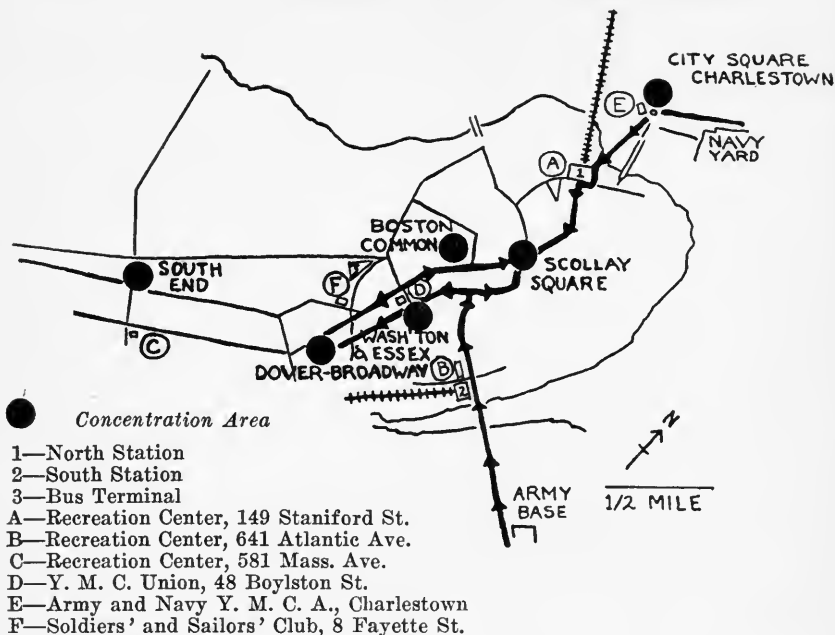 CITY SQUARE
CHARLESTOWN
E
NAVY
YARD
A
1
BOSTON
COMMON
SCOLLAY
SQUARE
SOUTH
END
3
F
D
WASH'TON
& ESSEX
DOVER-BROADWAY
B
C
2
N
ARMY
BASE
1/2 MILE
Concentration Area
1—North Station
2—South Station
3—Bus Terminal
A—Recreation Center, 149 Staniford St.
B—Recreation Center, 641 Atlantic Ave.
C—Recreation Center, 581 Mass. Ave.
D—Y. M. C. Union, 48 Boylston St.
E—Army and Navy Y. M. C. A., Charlestown
F—Soldiers' and Sailors' Club, 8 Fayette St.